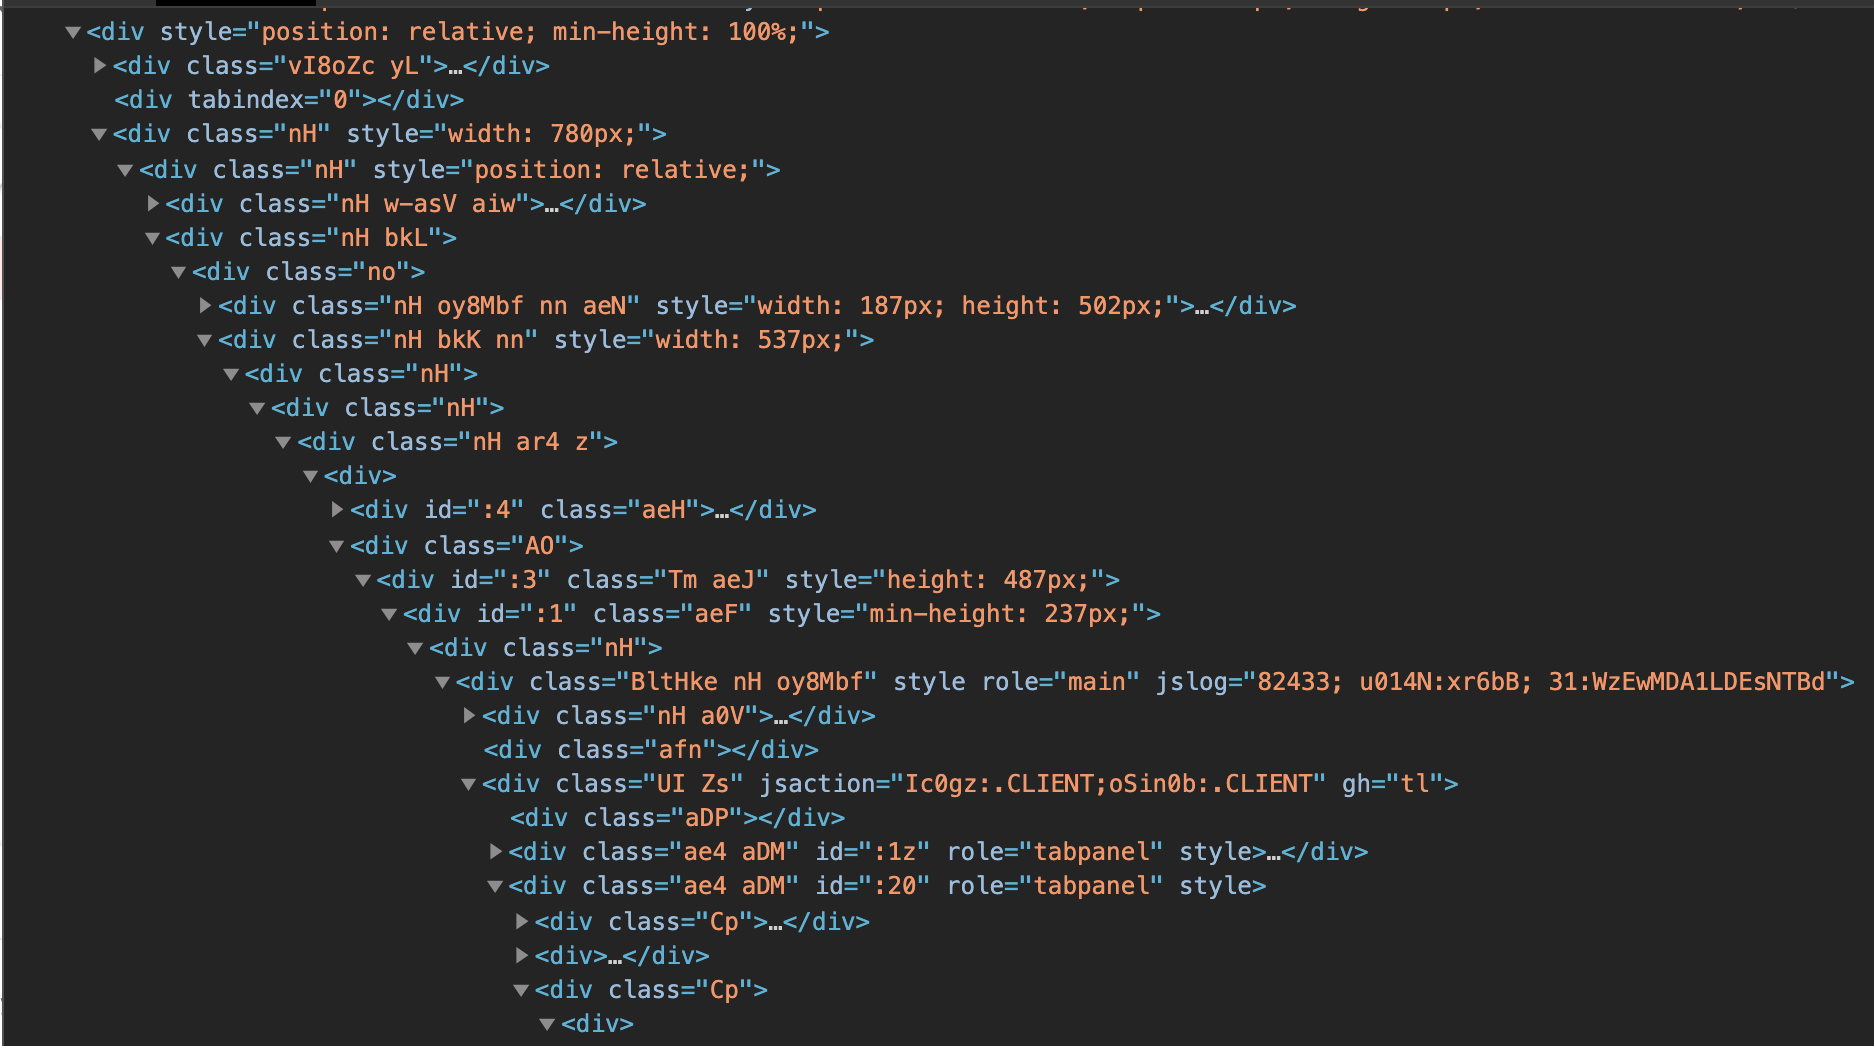 <div style="position: relative; min-height: 100%;">
<div class="vI8oZc yL">…</div>
<div tabindex="0"></div>
<div class="nH" style="width: 780px;">
<div class="nH" style="position: relative;">
<div class="nH w-asV aiw">…</div>
<div class="nH bkL">
<div class="no">
<div class="nH oy8Mbf nn aeN" style="width: 187px; height: 502px;">…</div>
<div class="nH bkK nn" style="width: 537px;">
<div class="nH">
<div class="nH">
<div class="nH ar4 z">
<div>
<div id=":4" class="aeH">…</div>
<div class="AO">
<div id=":3" class="Tm aeJ" style="height: 487px;">
<div id=":1" class="aeF" style="min-height: 237px;">
<div class="nH">
<div class="BltHke nH oy8Mbf" style role="main" jslog="82433; u014N:xr6bB; 31:WzEwMDA1LDEsNTBd">
<div class="nH a0V">…</div>
<div class="afn"></div>
<div class="UI Zs" jsaction="Ic0gz:.CLIENT;oSin0b:.CLIENT" gh="tl">
<div class="aDP"></div>
<div class="ae4 aDM" id=":1z" role="tabpanel" style>…</div>
<div class="ae4 aDM" id=":20" role="tabpanel" style>
<div class="Cp">…</div>
<div>…</div>
<div class="Cp">
<div>